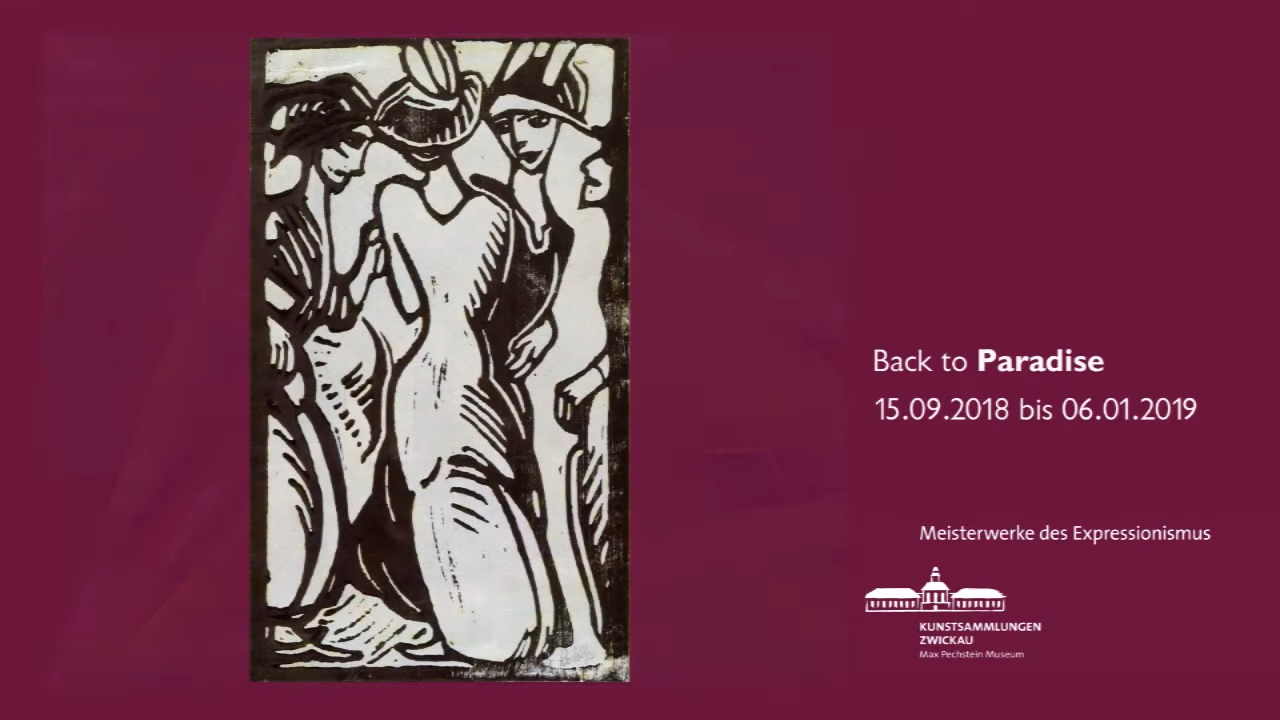 Back to Paradise
15.09.2018 bis 06.01.2019
Meisterwerke des Expressionismus
KUNSTSAMMLUNGEN
ZWICKAU
Max Pechstein Museum